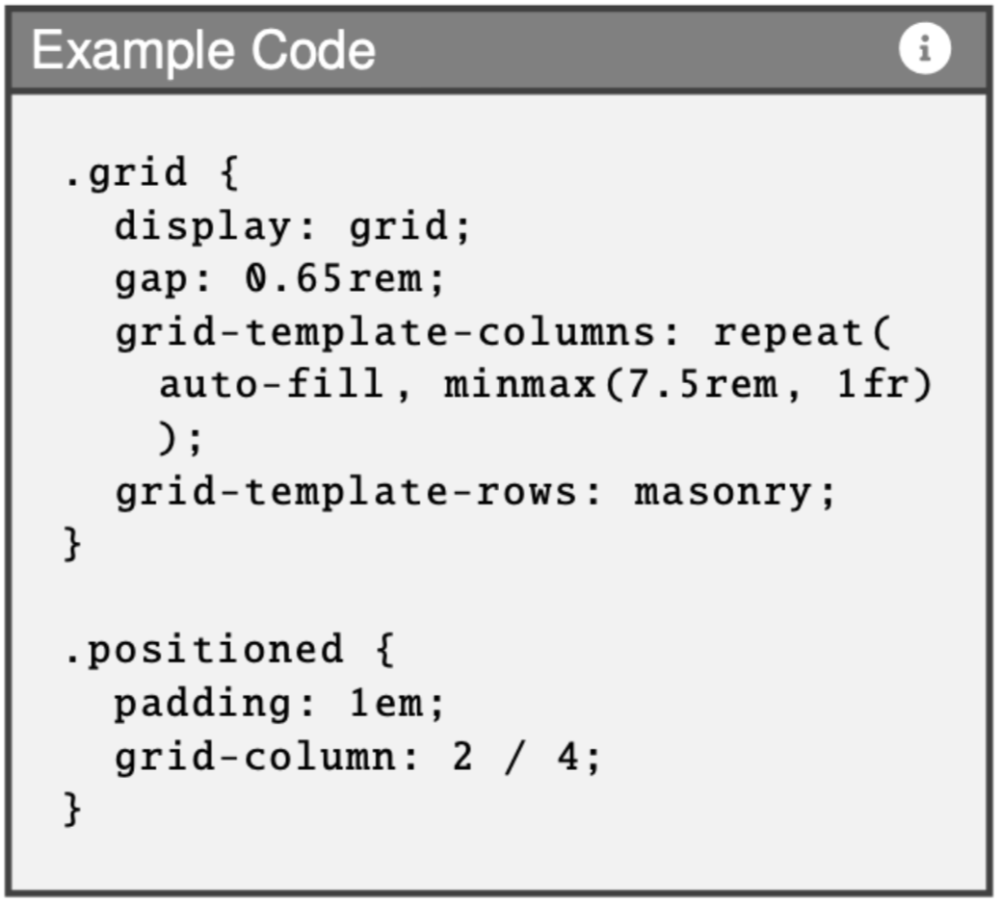 Example Code
.grid {
  display: grid;
  gap: 0.65rem;
  grid-template-columns: repeat(
    auto-fill, minmax(7.5rem, 1fr)
    );
  grid-template-rows: masonry;
}

.positioned {
  padding: 1em;
  grid-column: 2 / 4;
}